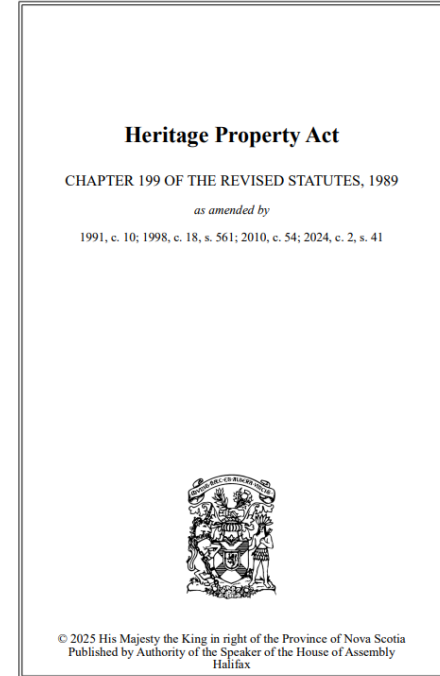 Heritage Property Act
CHAPTER 199 OF THE REVISED STATUTES, 1989
as amended by
1991, c. 10; 1998, c. 18, s. 561; 2010, c. 54; 2024, c. 2, s. 41
© 2025 His Majesty the King in right of the Province of Nova Scotia
Published by Authority of the Speaker of the House of Assembly
Halifax